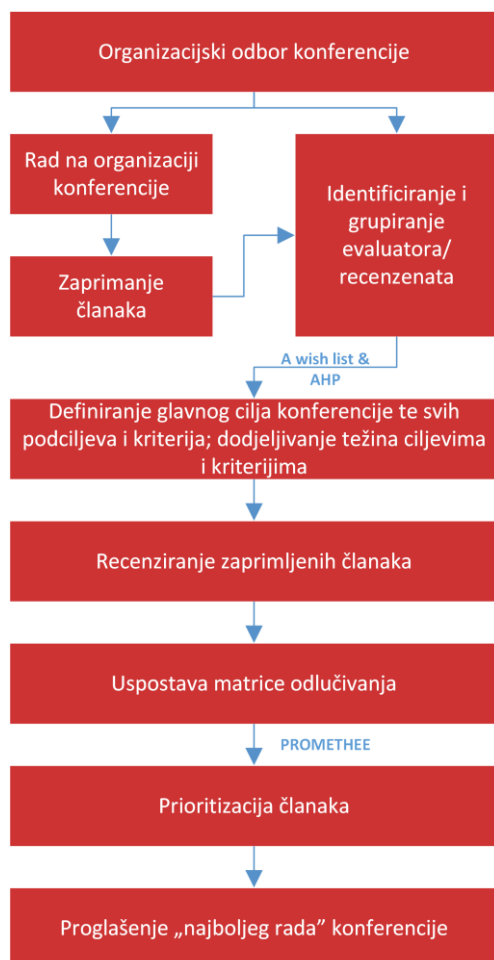 Organizacijski odbor konferencije
Rad na organizaciji
konferencije
Identificiranje i
grupiranje
evaluatora/
recenzenata
Zaprimanje
članaka
A wish list &
AHP
Definiranje glavnog cilja konferencije te svih
podciljeva i kriterija; dodjeljivanje težina ciljevima
i kriterijima
Recenziranje zaprimljenih članaka
Uspostava matrice odlučivanja
PROMETHEE
Prioritizacija članaka
Proglašenje „najboljeg rada” konferencije